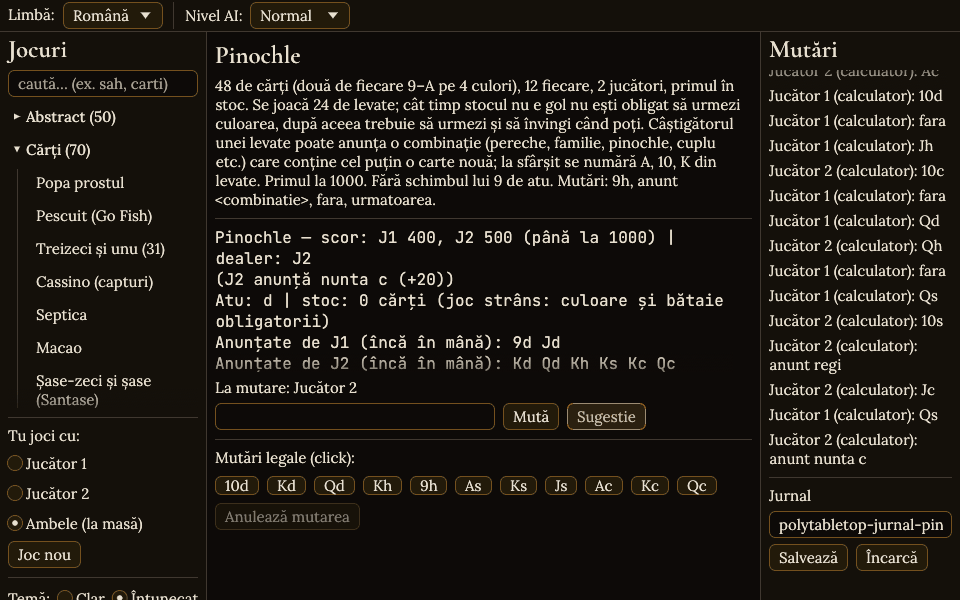 Limbă:
Română
Nivel AI:
Normal
Jocuri
caută... (ex. sah, carti)
Abstract (50)
Cărți (70)
Popa prostul
Pescuit (Go Fish)
Treizeci și unu (31)
Cassino (capturi)
Septica
Macao
Șase-zeci și șase
(Santase)
Tu joci cu:
Jucător 1
Jucător 2
Ambele (la masă)
Joc nou
Temă:
Clar
Întunecat
Pinochle
48 de cărți (două de fiecare 9–A pe 4 culori), 12 fiecare, 2 jucători, primul în
stoc. Se joacă 24 de levate; cât timp stocul nu e gol nu ești obligat să urmezi
culoarea, după aceea trebuie să urmezi și să învingi când poți. Câștigătorul
unei levate poate anunța o combinație (pereche, familie, pinochle, cuplu
etc.) care conține cel puțin o carte nouă; la sfârșit se numără A, 10, K din
levate. Primul la 1000. Fără schimbul lui 9 de atu. Mutări: 9h, anunt
<combinatie>, fara, urmatoarea.
Pinochle — scor: J1 400, J2 500 (până la 1000) |
dealer: J2
(J2 anunță nunta c (+20))
Atu: d | stoc: 0 cărți (joc strâns: culoare și bătaie
obligatorii)
Anunțate de J1 (încă în mână): 9d Jd
Anunțate de J2 (încă în mână): Kd Qd Kh Ks Kc Qc
La mutare: Jucător 2
Mută
Sugestie
Mutări legale (click):
10d Kd Qd Kh 9h As Ks Js Ac Kc Qc
Anulează mutarea
Mutări
Jucător 2 (calculator): Ac
Jucător 1 (calculator): 10d
Jucător 1 (calculator): fara
Jucător 1 (calculator): Jh
Jucător 2 (calculator): 10c
Jucător 1 (calculator): fara
Jucător 1 (calculator): Qd
Jucător 2 (calculator): Qh
Jucător 1 (calculator): fara
Jucător 1 (calculator): Qs
Jucător 2 (calculator): 10s
Jucător 2 (calculator):
anunt regi
Jucător 2 (calculator): Jc
Jucător 1 (calculator): Qs
Jucător 2 (calculator):
anunt nunta c
Jurnal
polytabletop-jurnal-pin
Salvează
Încarcă